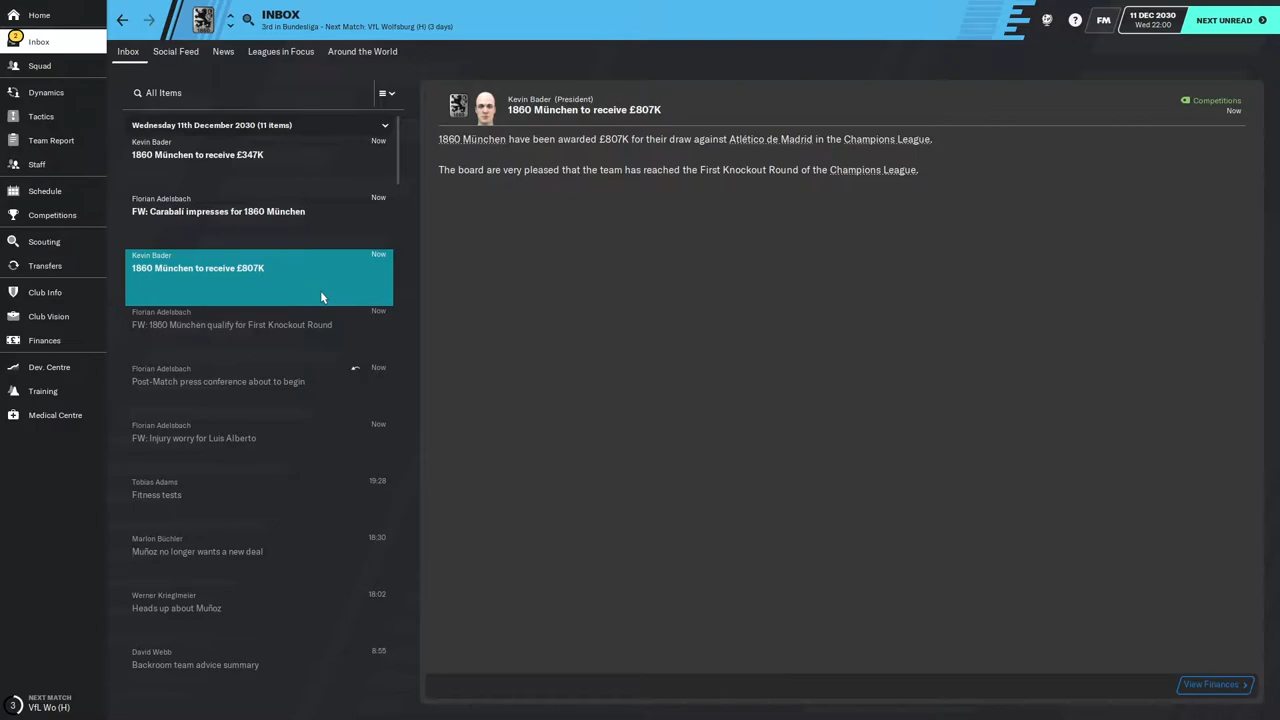 Home
2
Inbox
Squad
Dynamics
Tactics
Team Report
Staff
Schedule
Competitions
Scouting
Transfers
Club Info
Club Vision
Finances
Dev. Centre
Training
Medical Centre
3
NEXT MATCH
VfL Wo (H)
INBOX
3rd in Bundesliga - Next Match: VfL Wolfsburg (H) (3 days)
?
FM
11 DEC 2030
Wed 22:00
NEXT UNREAD
Inbox
Social Feed
News
Leagues in Focus
Around the World
All Items
Wednesday 11th December 2030 (11 items)
Kevin Bader
Now
1860 München to receive £347K
Florian Adelsbach
Now
FW: Carabalí impresses for 1860 München
Kevin Bader
Now
1860 München to receive £807K
Florian Adelsbach
Now
FW: 1860 München qualify for First Knockout Round
Florian Adelsbach
Now
Post-Match press conference about to begin
Florian Adelsbach
Now
FW: Injury worry for Luis Alberto
Tobias Adams
19:28
Fitness tests
Marlon Büchler
18:30
Muñoz no longer wants a new deal
Werner Krieglmeier
18:02
Heads up about Muñoz
David Webb
8:55
Backroom team advice summary
Kevin Bader (President)
1860 München to receive £807K
Competitions
Now
1860 München have been awarded £807K for their draw against Atlético de Madrid in the Champions League.
The board are very pleased that the team has reached the First Knockout Round of the Champions League.
View Finances